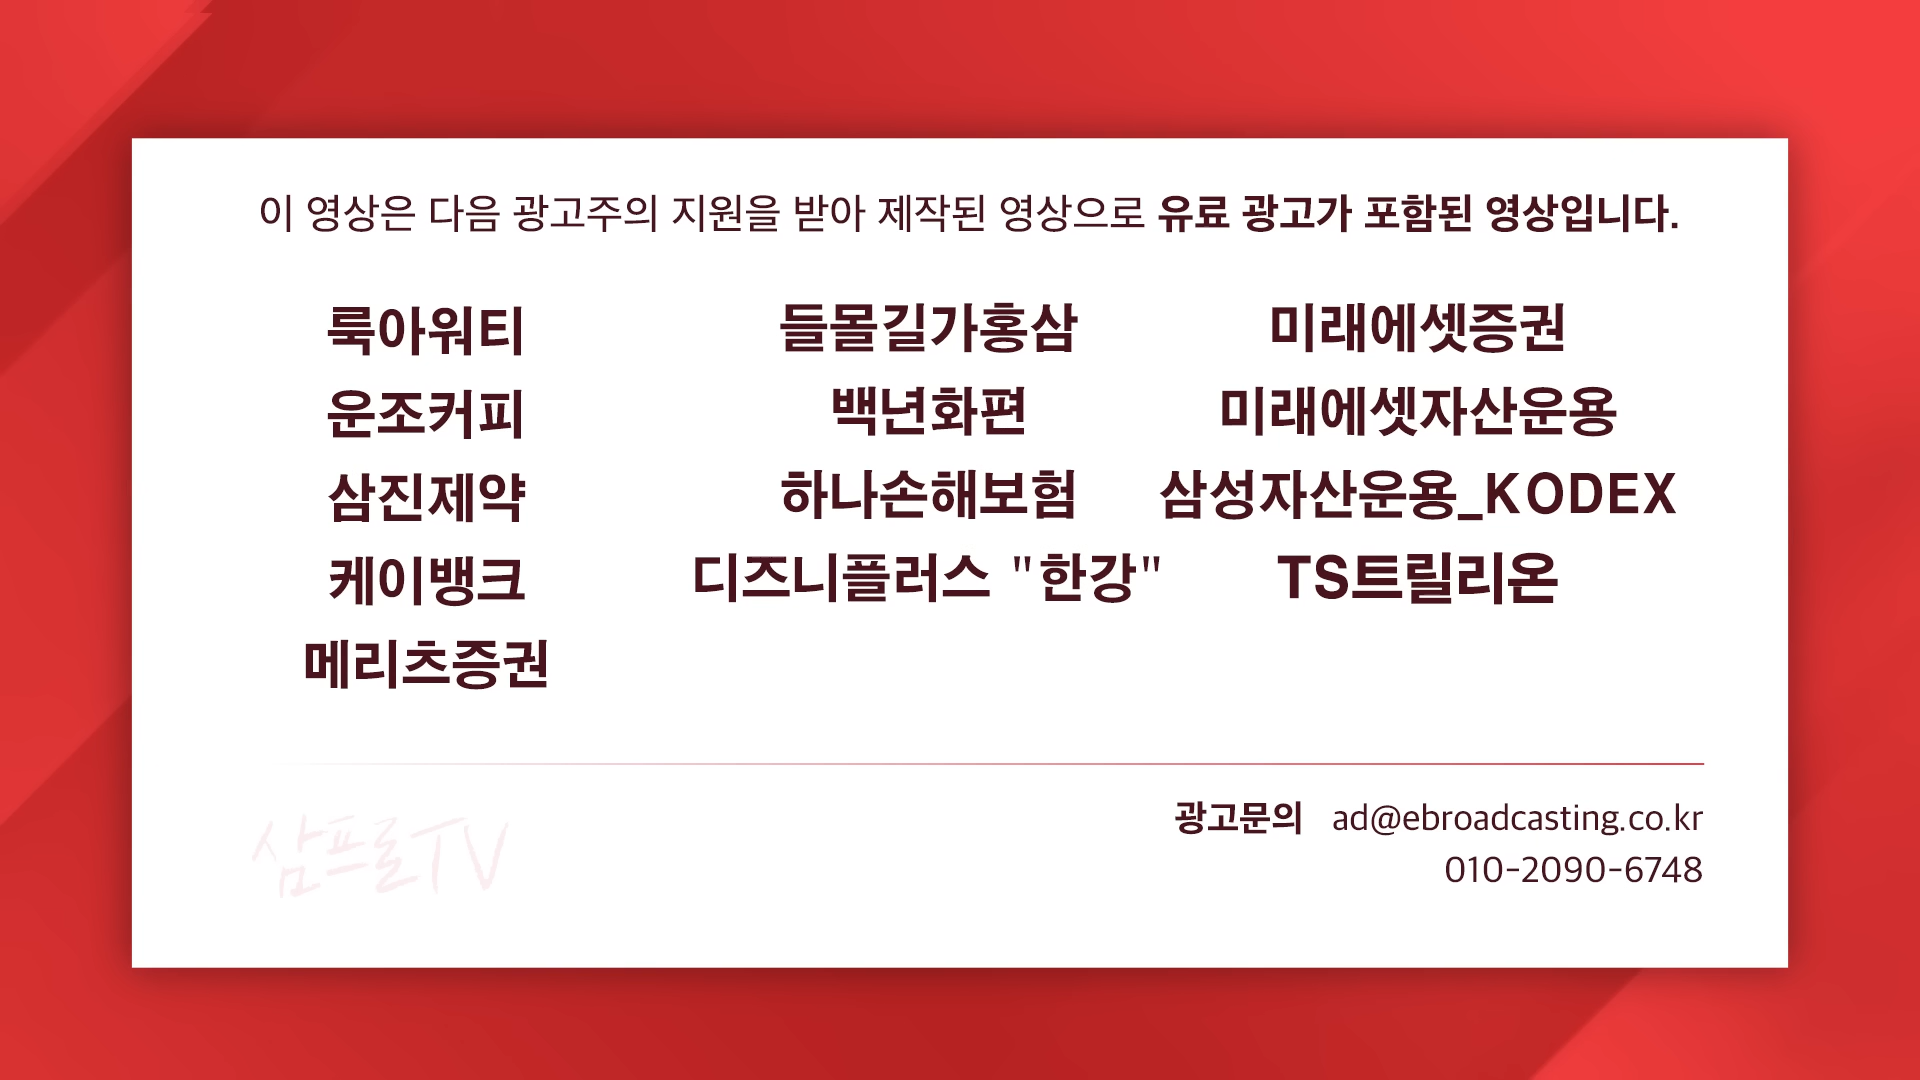 이 영상은 다음 광고주의 지원을 받아 제작된 영상으로 유료 광고가 포함된 영상입니다.
룩아워티 들몰길가홍삼 미래에셋증권
운조커피 백년화편 미래에셋자산운용
삼진제약 하나손해보험 삼성자산운용_KODEX
케이뱅크 디즈니플러스 "한강" TS트릴리온
메리츠증권
광고문의 ad@ebroadcasting.co.kr
삼프로TV 010-2090-6748